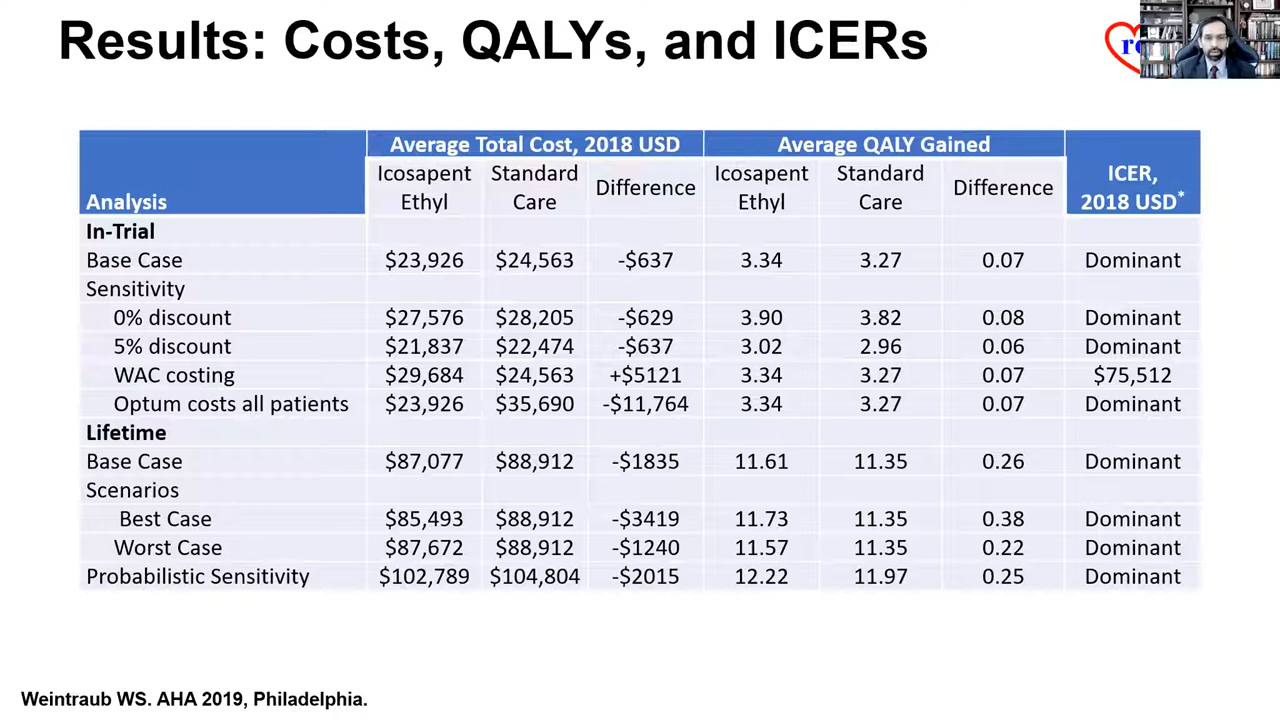 Results: Costs, QALYs, and ICERs
Average Total Cost, 2018 USD Average QALY Gained
Analysis Icosapent Ethyl Standard Care Difference Icosapent Ethyl Standard Care Difference ICER, 2018 USD*
In-Trial
Base Case $23,926 $24,563 -$637 3.34 3.27 0.07 Dominant
Sensitivity
0% discount $27,576 $28,205 -$629 3.90 3.82 0.08 Dominant
5% discount $21,837 $22,474 -$637 3.02 2.96 0.06 Dominant
WAC costing $29,684 $24,563 +$5121 3.34 3.27 0.07 $75,512
Optum costs all patients $23,926 $35,690 -$11,764 3.34 3.27 0.07 Dominant
Lifetime
Base Case $87,077 $88,912 -$1835 11.61 11.35 0.26 Dominant
Scenarios
Best Case $85,493 $88,912 -$3419 11.73 11.35 0.38 Dominant
Worst Case $87,672 $88,912 -$1240 11.57 11.35 0.22 Dominant
Probabilistic Sensitivity $102,789 $104,804 -$2015 12.22 11.97 0.25 Dominant
Weintraub WS. AHA 2019, Philadelphia.